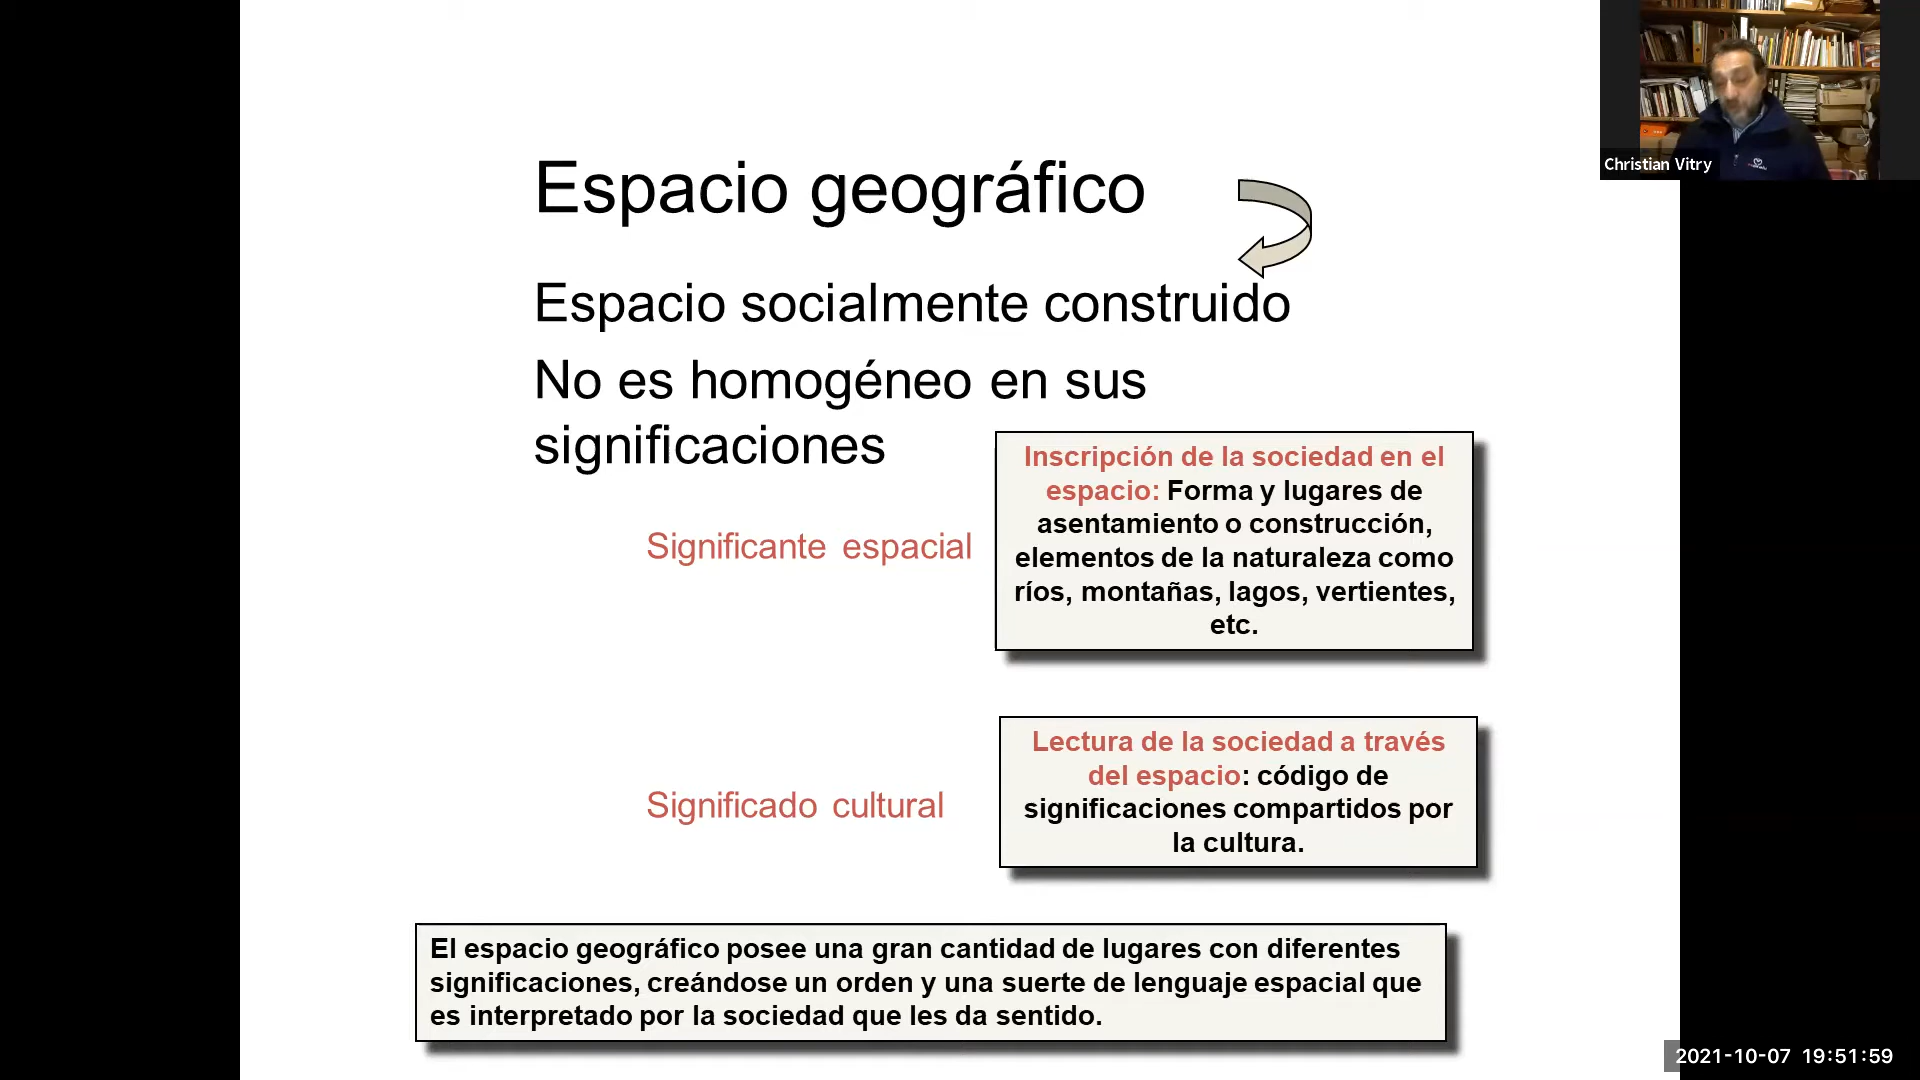 Christian Vitry
Espacio geográfico
Espacio socialmente construido
No es homogéneo en sus
significaciones
Significante espacial
Inscripción de la sociedad en el
espacio: Forma y lugares de
asentamiento o construcción,
elementos de la naturaleza como
ríos, montañas, lagos, vertientes,
etc.
Significado cultural
Lectura de la sociedad a través
del espacio: código de
significaciones compartidos por
la cultura.
El espacio geográfico posee una gran cantidad de lugares con diferentes
significaciones, creándose un orden y una suerte de lenguaje espacial que
es interpretado por la sociedad que les da sentido.
2021-10-07 19:51:59